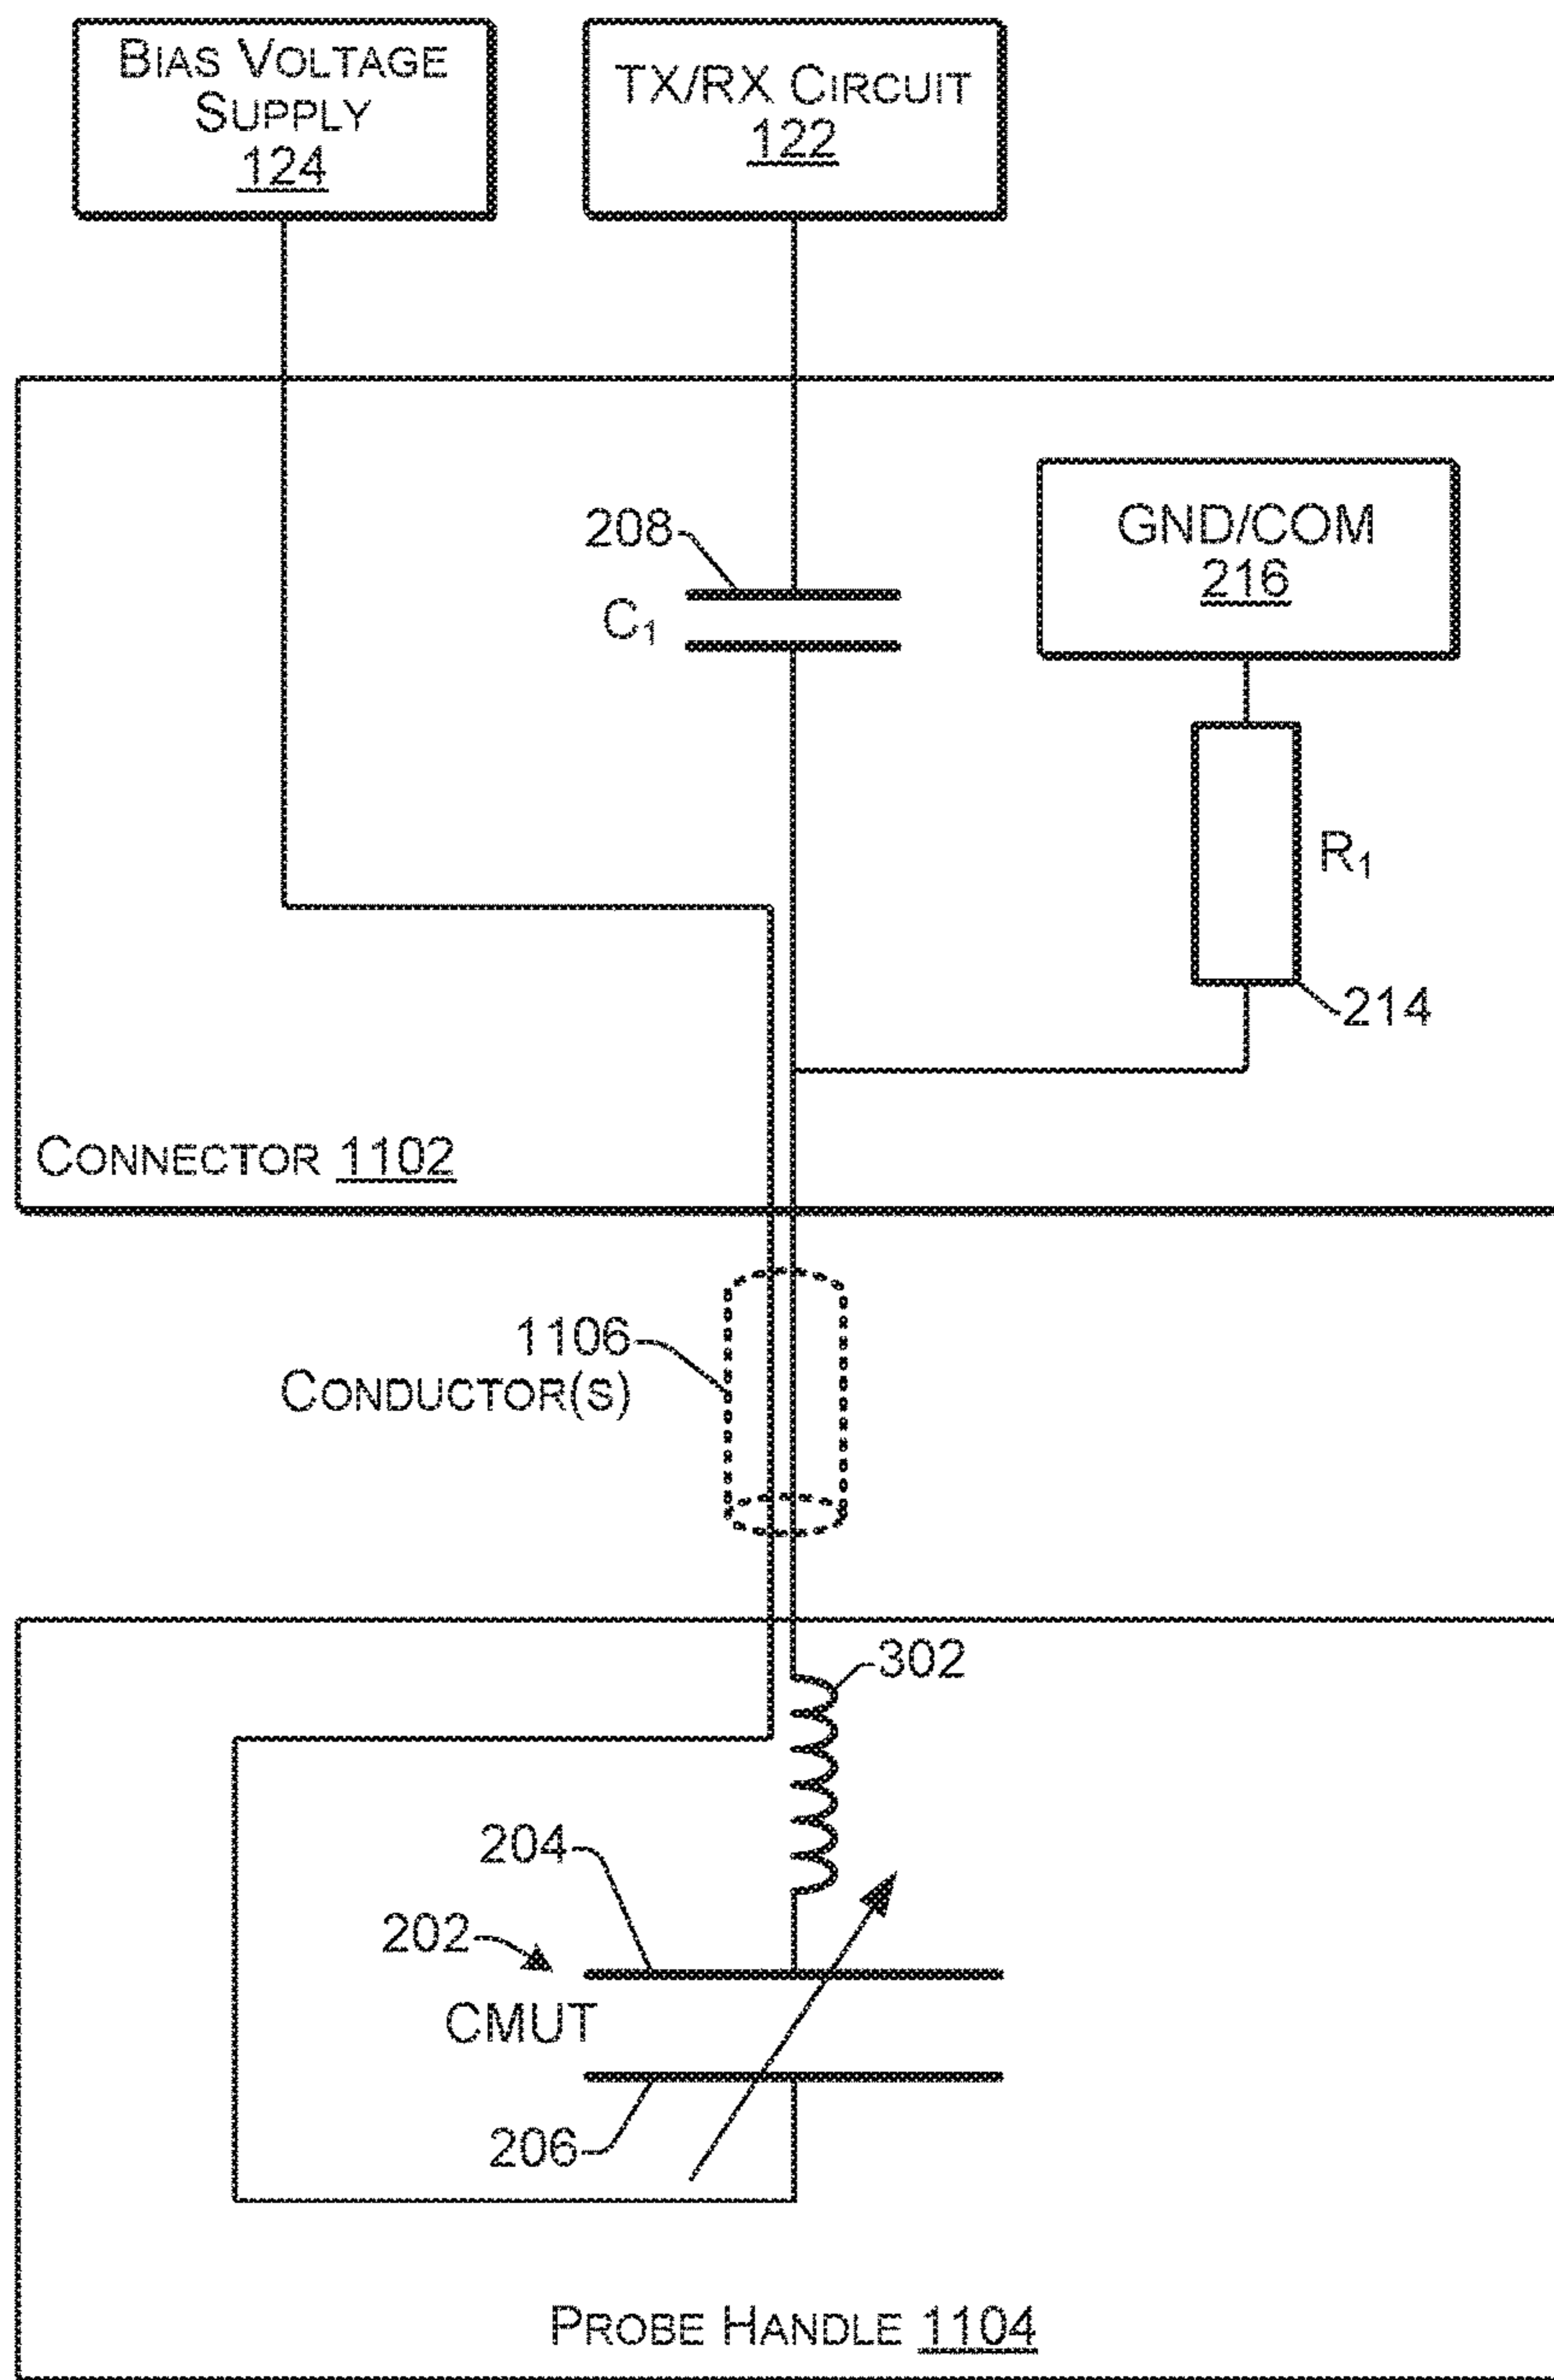 BIAS VOLTAGE
SUPPLY
124
TX/RX CIRCUIT
122
208
C1
GND/COM
216
R1
214
CONNECTOR 1102
1106
CONDUCTOR(S)
302
204
202
CMUT
206
PROBE HANDLE 1104